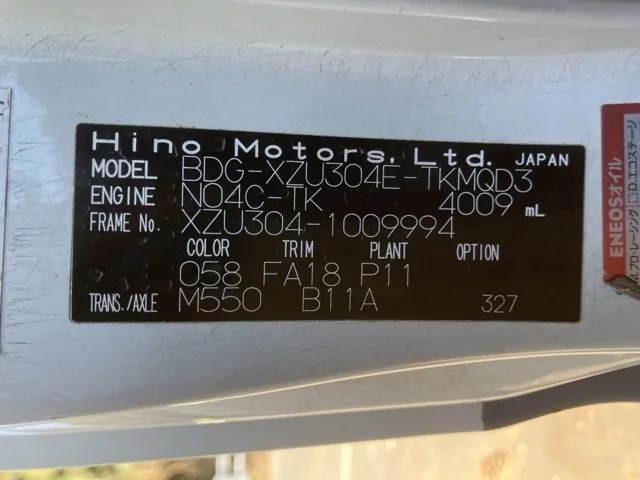 Hino Motors, Ltd. JAPAN
MODEL BDG-XZU304E-TKMQD3
ENGINE N04C-TK 4009 mL
FRAME No. XZU304-1009994
COLOR TRIM PLANT OPTION
058 FA18 P11
TRANS./AXLE M550 B11A 327
ENEOSオイル